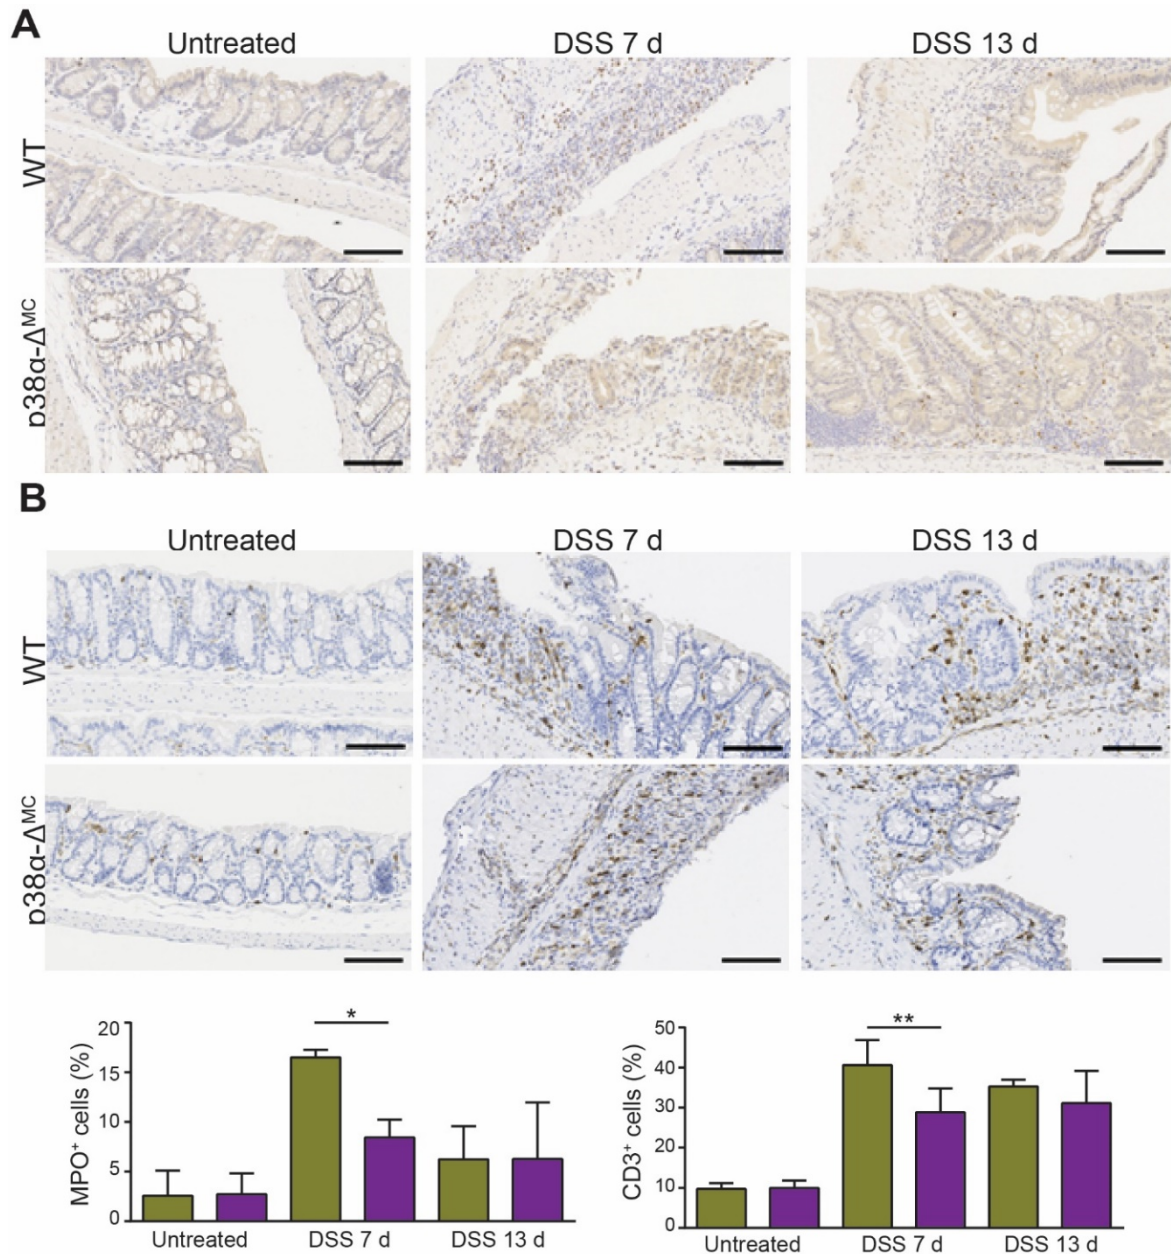 A
Untreated DSS 7 d DSS 13 d
WT
p38α-Δᴹᶜ
B
Untreated DSS 7 d DSS 13 d
WT
p38α-Δᴹᶜ
MPO⁺ cells (%)
20
15
10
5
0
*
Untreated DSS 7 d DSS 13 d
CD3⁺ cells (%)
50
40
30
20
10
0
**
Untreated DSS 7 d DSS 13 d